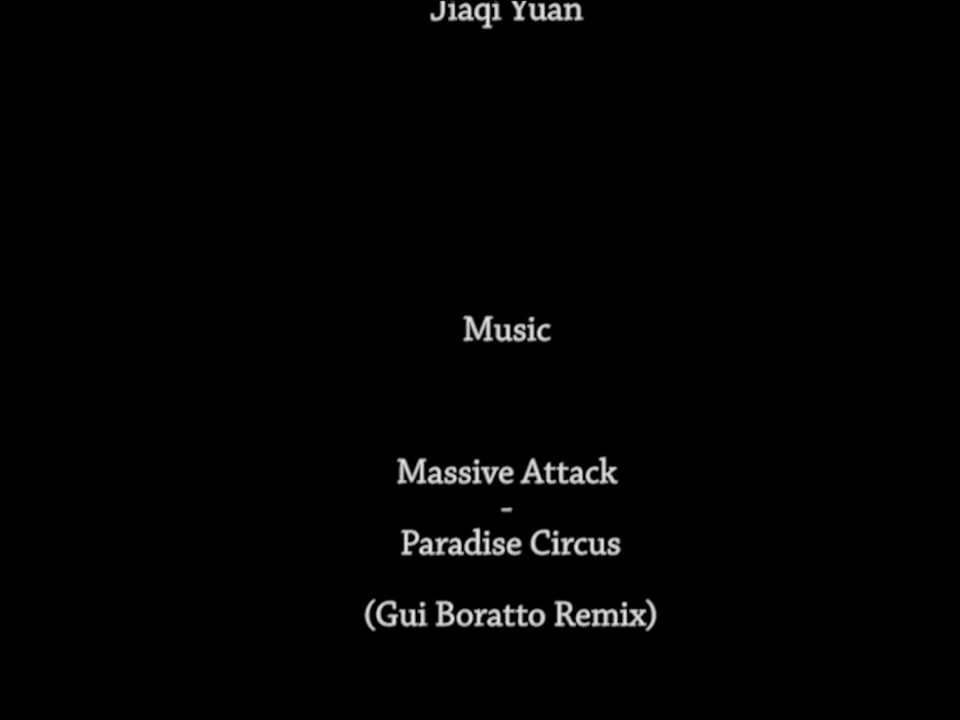 Jiaqi Yuan
Music
Massive Attack
-
Paradise Circus
(Gui Boratto Remix)